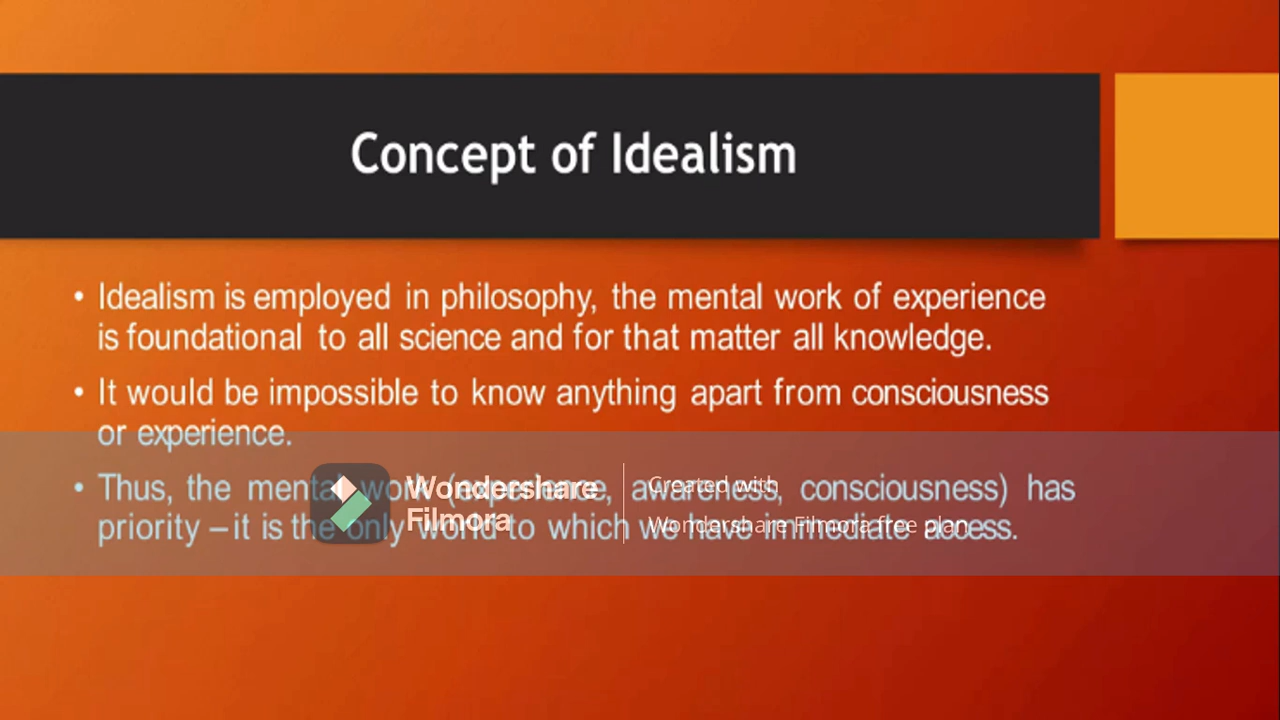 Concept of Idealism
• Idealism is employed in philosophy, the mental work of experience
is foundational to all science and for that matter all knowledge.
• It would be impossible to know anything apart from consciousness
or experience.
• Thus, the mental work (experience, awareness, consciousness) has
priority – it is the only world to which we have immediate access.
Wondershare
Filmora
Created with
Wondershare Filmora free plan